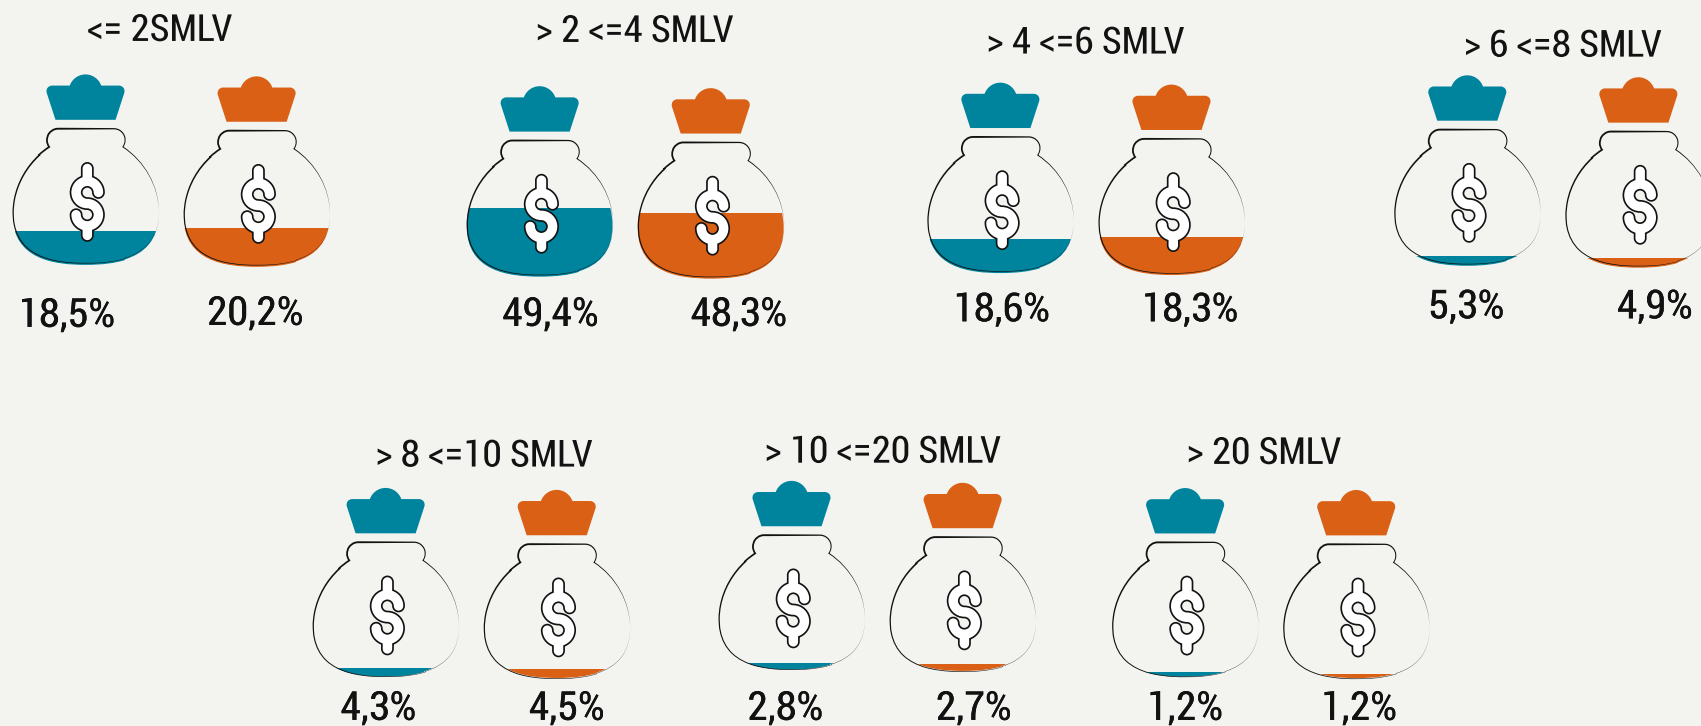 <= 2SMLV
> 2 <=4 SMLV
> 4 <=6 SMLV
> 6 <=8 SMLV
$ $ $ $ $ $ $ $
18,5% 20,2% 49,4% 48,3% 18,6% 18,3% 5,3% 4,9%
> 8 <=10 SMLV
> 10 <=20 SMLV
> 20 SMLV
$ $ $ $ $ $
4,3% 4,5% 2,8% 2,7% 1,2% 1,2%